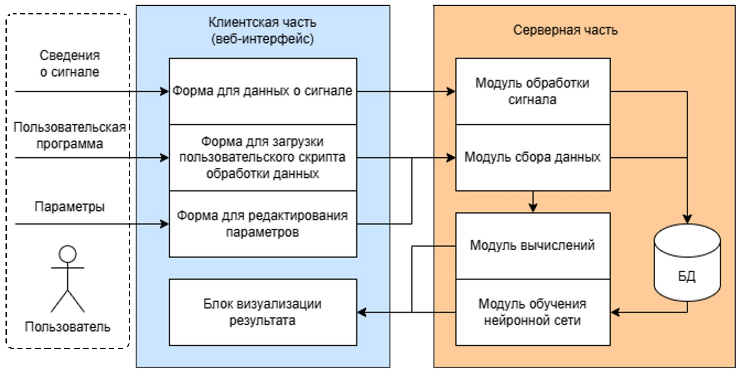 Клиентская часть
(веб-интерфейс)
Серверная часть
Сведения
о сигнале
Форма для данных о сигнале
Модуль обработки
сигнала
Пользовательская
программа
Форма для загрузки
пользовательского скрипта
обработки данных
Модуль сбора данных
Параметры
Форма для редактирования
параметров
Модуль вычислений
БД
Пользователь
Блок визуализации
результата
Модуль обучения
нейронной сети